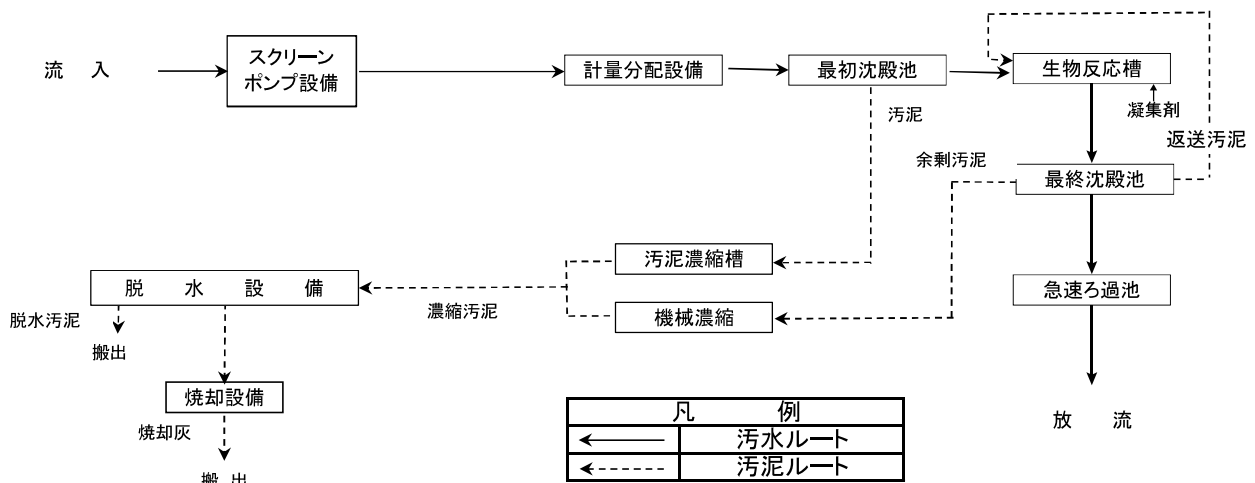 流 入
スクリーン
ポンプ設備
計量分配設備
最初沈殿池
生物反応槽
凝集剤
汚泥
返送汚泥
余剰汚泥
最終沈殿池
汚泥濃縮槽
脱 水 設 備
濃縮汚泥
機械濃縮
急速ろ過池
脱水汚泥
搬出
焼却設備
焼却灰
搬 出
放 流
凡 例
汚水ルート
汚泥ルート